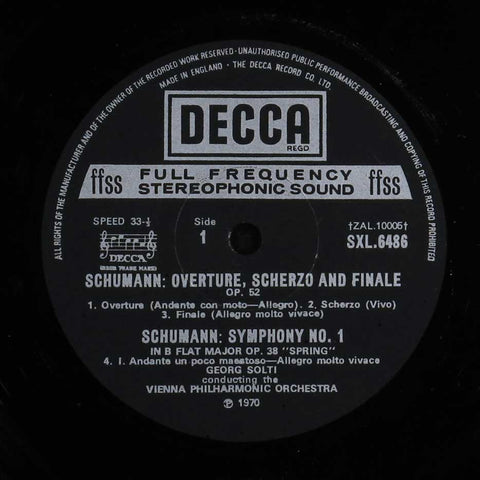 ALL RIGHTS OF THE MANUFACTURER AND OF THE OWNER OF THE RECORDED WORK RESERVED · UNAUTHORISED PUBLIC PERFORMANCE BROADCASTING AND COPYING OF THIS RECORD PROHIBITED
MADE IN ENGLAND · THE DECCA RECORD CO. LTD.
DECCA
REGD
ffss FULL FREQUENCY STEREOPHONIC SOUND ffss
SPEED 33-⅓ Side †ZAL.10005†
1 SXL.6486
DECCA
SCHUMANN: OVERTURE, SCHERZO AND FINALE
OP. 52
1. Overture (Andante con moto—Allegro). 2, Scherzo (Vivo)
3. Finale (Allegro molto vivace)
SCHUMANN: SYMPHONY NO. 1
IN B FLAT MAJOR OP. 38 "SPRING"
4. I. Andante un poco maestoso—Allegro molto vivace
GEORG SOLTI
conducting the
VIENNA PHILHARMONIC ORCHESTRA
℗ 1970